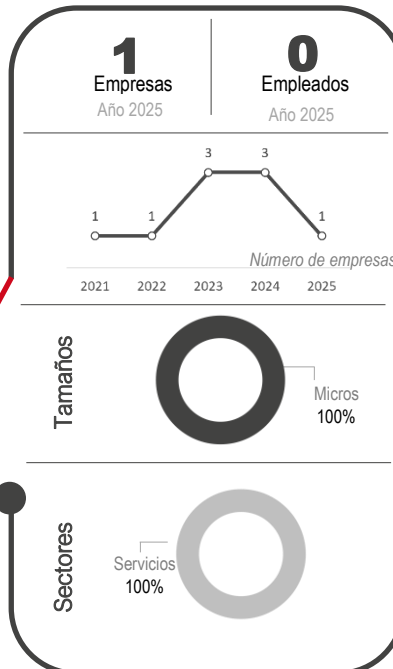 1
Empresas
Año 2025
0
Empleados
Año 2025
1 1 3 3 1
Número de empresas
2021 2022 2023 2024 2025
Tamaños
Micros
100%
Sectores
Servicios
100%